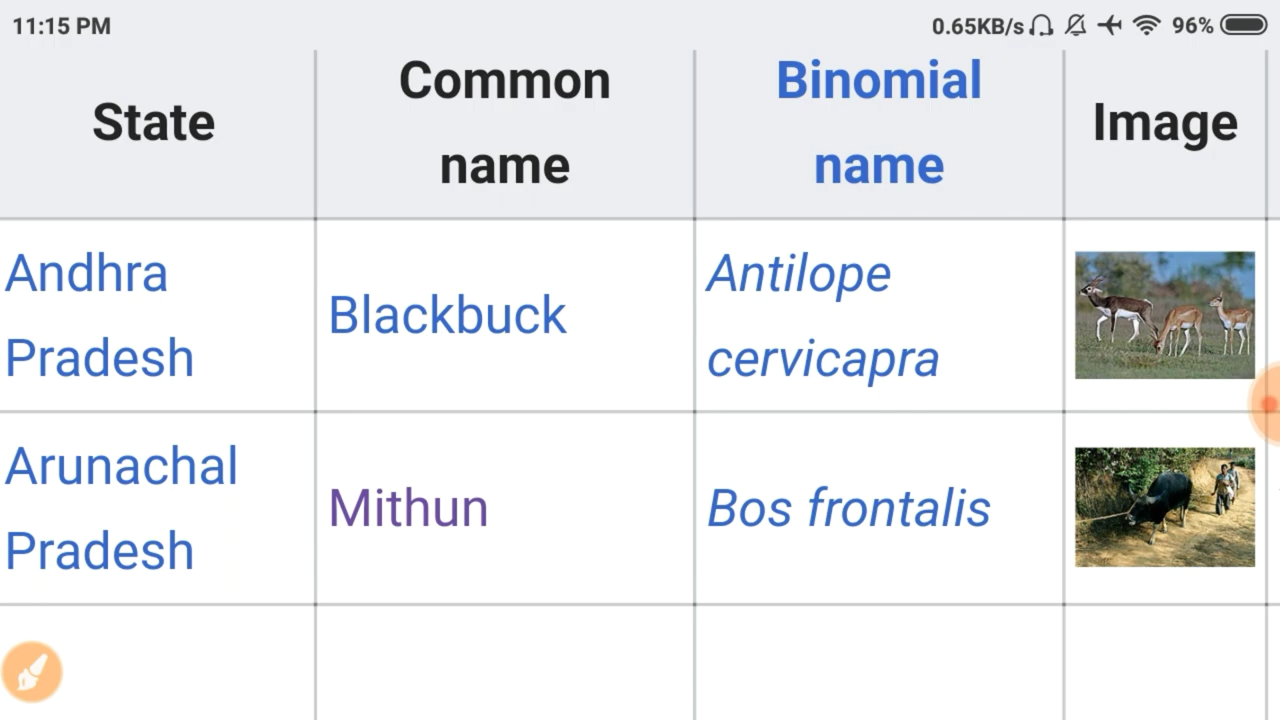 11:15 PM 0.65KB/s 96%
State Common name Binomial name Image
Andhra Pradesh Blackbuck Antilope cervicapra
Arunachal Pradesh Mithun Bos frontalis